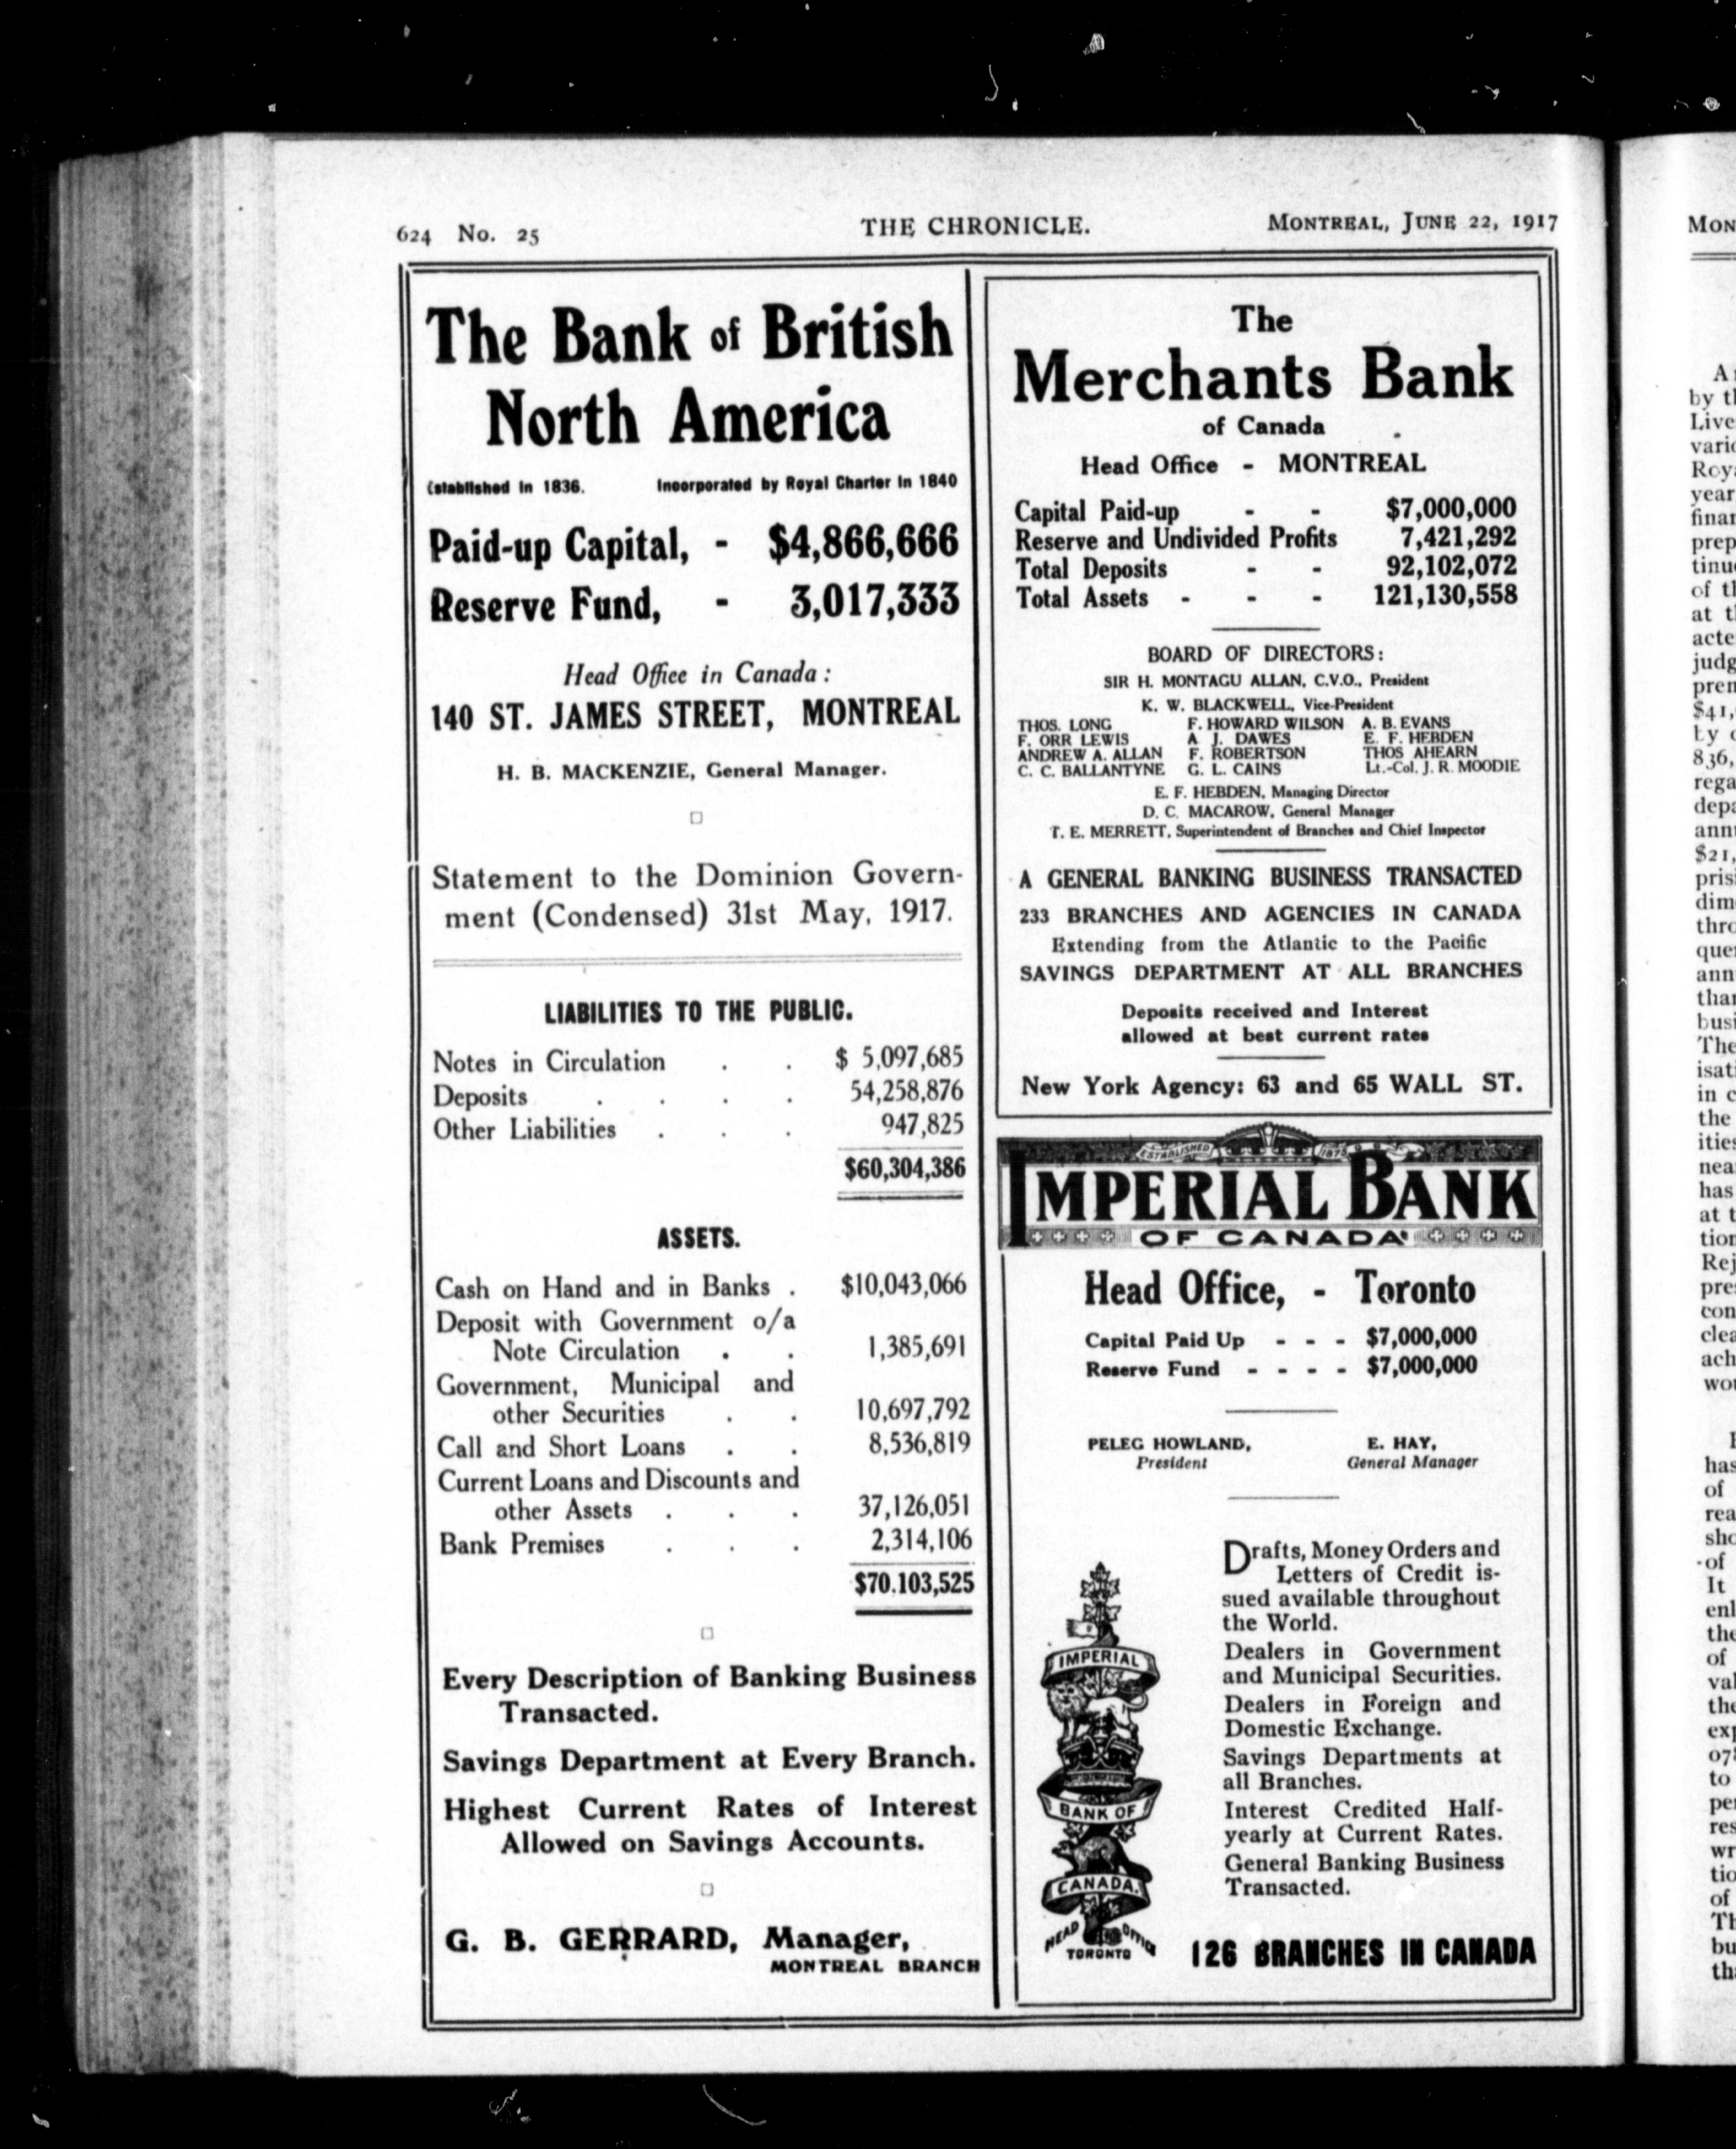 624 No. 25
THE CHRONICLE.
MONTREAL, JUNE 22, 1917
The Bank of British
North America
Established in 1836. Incorporated by Royal Charter in 1840
Paid-up Capital, - $4,866,666
Reserve Fund, - 3,017,333
Head Office in Canada:
140 ST. JAMES STREET, MONTREAL
H. B. MACKENZIE, General Manager.
Statement to the Dominion Govern-
ment (Condensed) 31st May, 1917.
LIABILITIES TO THE PUBLIC.
Notes in Circulation . . $ 5,097,685
Deposits . . . . 54,258,876
Other Liabilities . . . 947,825
$60,304,386
ASSETS.
Cash on Hand and in Banks . $10,043,066
Deposit with Government o/a
Note Circulation . . 1,385,691
Government, Municipal and
other Securities . . 10,697,792
Call and Short Loans . . 8,536,819
Current Loans and Discounts and
other Assets . . . 37,126,051
Bank Premises . . . 2,314,106
$70.103,525
Every Description of Banking Business
Transacted.
Savings Department at Every Branch.
Highest Current Rates of Interest
Allowed on Savings Accounts.
G. B. GERRARD, Manager,
MONTREAL BRANCH
The
Merchants Bank
of Canada
Head Office - MONTREAL
Capital Paid-up - - $7,000,000
Reserve and Undivided Profits 7,421,292
Total Deposits - - 92,102,072
Total Assets - - - 121,130,558
BOARD OF DIRECTORS:
SIR H. MONTAGU ALLAN, C.V.O., President
K. W. BLACKWELL, Vice-President
THOS. LONG F. HOWARD WILSON A. B. EVANS
F. ORR LEWIS A. J. DAWES E. F. HEBDEN
ANDREW A. ALLAN F. ROBERTSON THOS AHEARN
C. C. BALLANTYNE G. L. CAINS Lt.-Col. J. R. MOODIE
E. F. HEBDEN, Managing Director
D. C. MACAROW, General Manager
T. E. MERRETT, Superintendent of Branches and Chief Inspector
A GENERAL BANKING BUSINESS TRANSACTED
233 BRANCHES AND AGENCIES IN CANADA
Extending from the Atlantic to the Pacific
SAVINGS DEPARTMENT AT ALL BRANCHES
Deposits received and Interest
allowed at best current rates
New York Agency: 63 and 65 WALL ST.
ESTABLISHED 1875
IMPERIAL BANK
OF CANADA
Head Office, - Toronto
Capital Paid Up - - - $7,000,000
Reserve Fund - - - - $7,000,000
PELEG HOWLAND, E. HAY,
President General Manager
Drafts, Money Orders and
Letters of Credit is-
sued available throughout
the World.
Dealers in Government
and Municipal Securities.
Dealers in Foreign and
Domestic Exchange.
Savings Departments at
all Branches.
Interest Credited Half-
yearly at Current Rates.
General Banking Business
Transacted.
IMPERIAL
BANK OF
CANADA.
HEAD OFFICE
TORONTO
126 BRANCHES IN CANADA